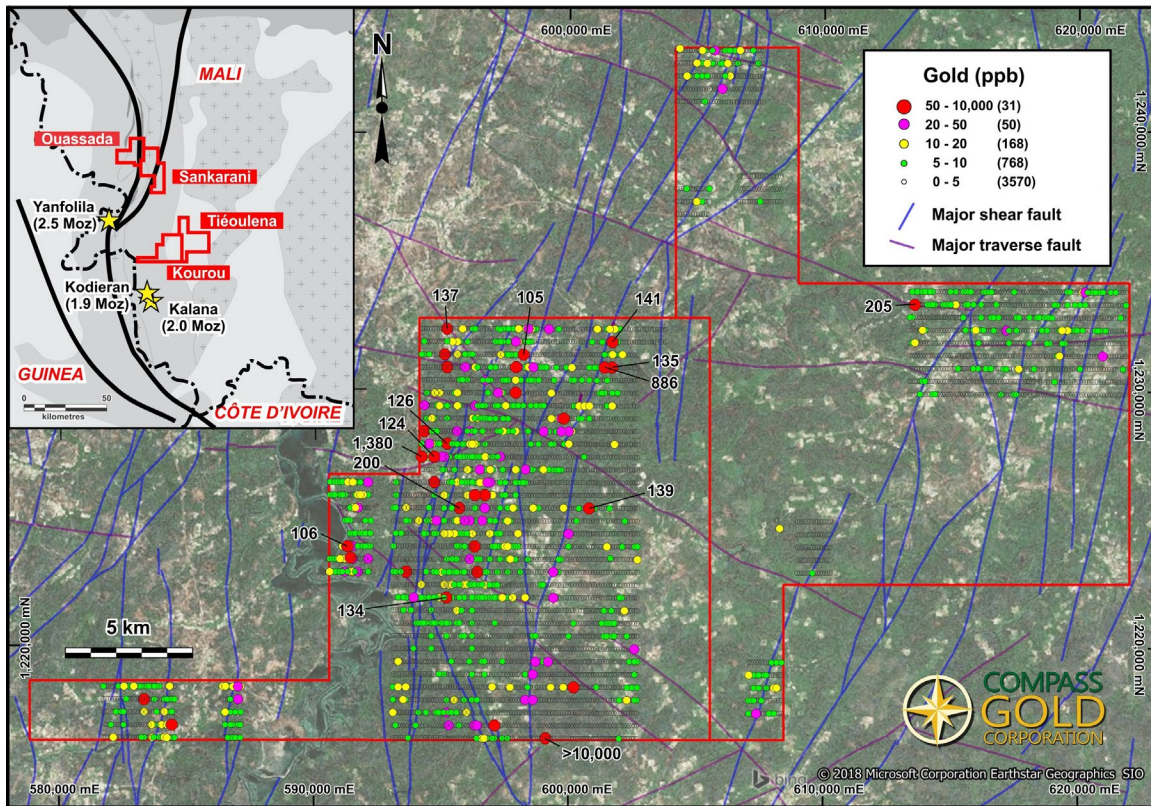 600,000 mE
610,000 mE
620,000 mE
MALI
Ouassada
Sankarani
Yanfolila
(2.5 Moz)
Tiéoulena
Kourou
Kodieran
(1.9 Moz)
Kalana
(2.0 Moz)
GUINEA
0
50
kilometres
CÔTE D'IVOIRE
N
Gold (ppb)
50 - 10,000 (31)
20 - 50 (50)
10 - 20 (168)
5 - 10 (768)
0 - 5 (3570)
Major shear fault
Major traverse fault
1,240,000 mN
1,230,000 mN
137
105
141
205
135
886
126
124
1,380
200
139
106
134
>10,000
5 km
1,220,000 mN
1,220,000 mN
COMPASS
GOLD
CORPORATION
bing
© 2018 Microsoft Corporation Earthstar Geographics SIO
580,000 mE
590,000 mE
600,000 mE
610,000 mE
620,000 mE